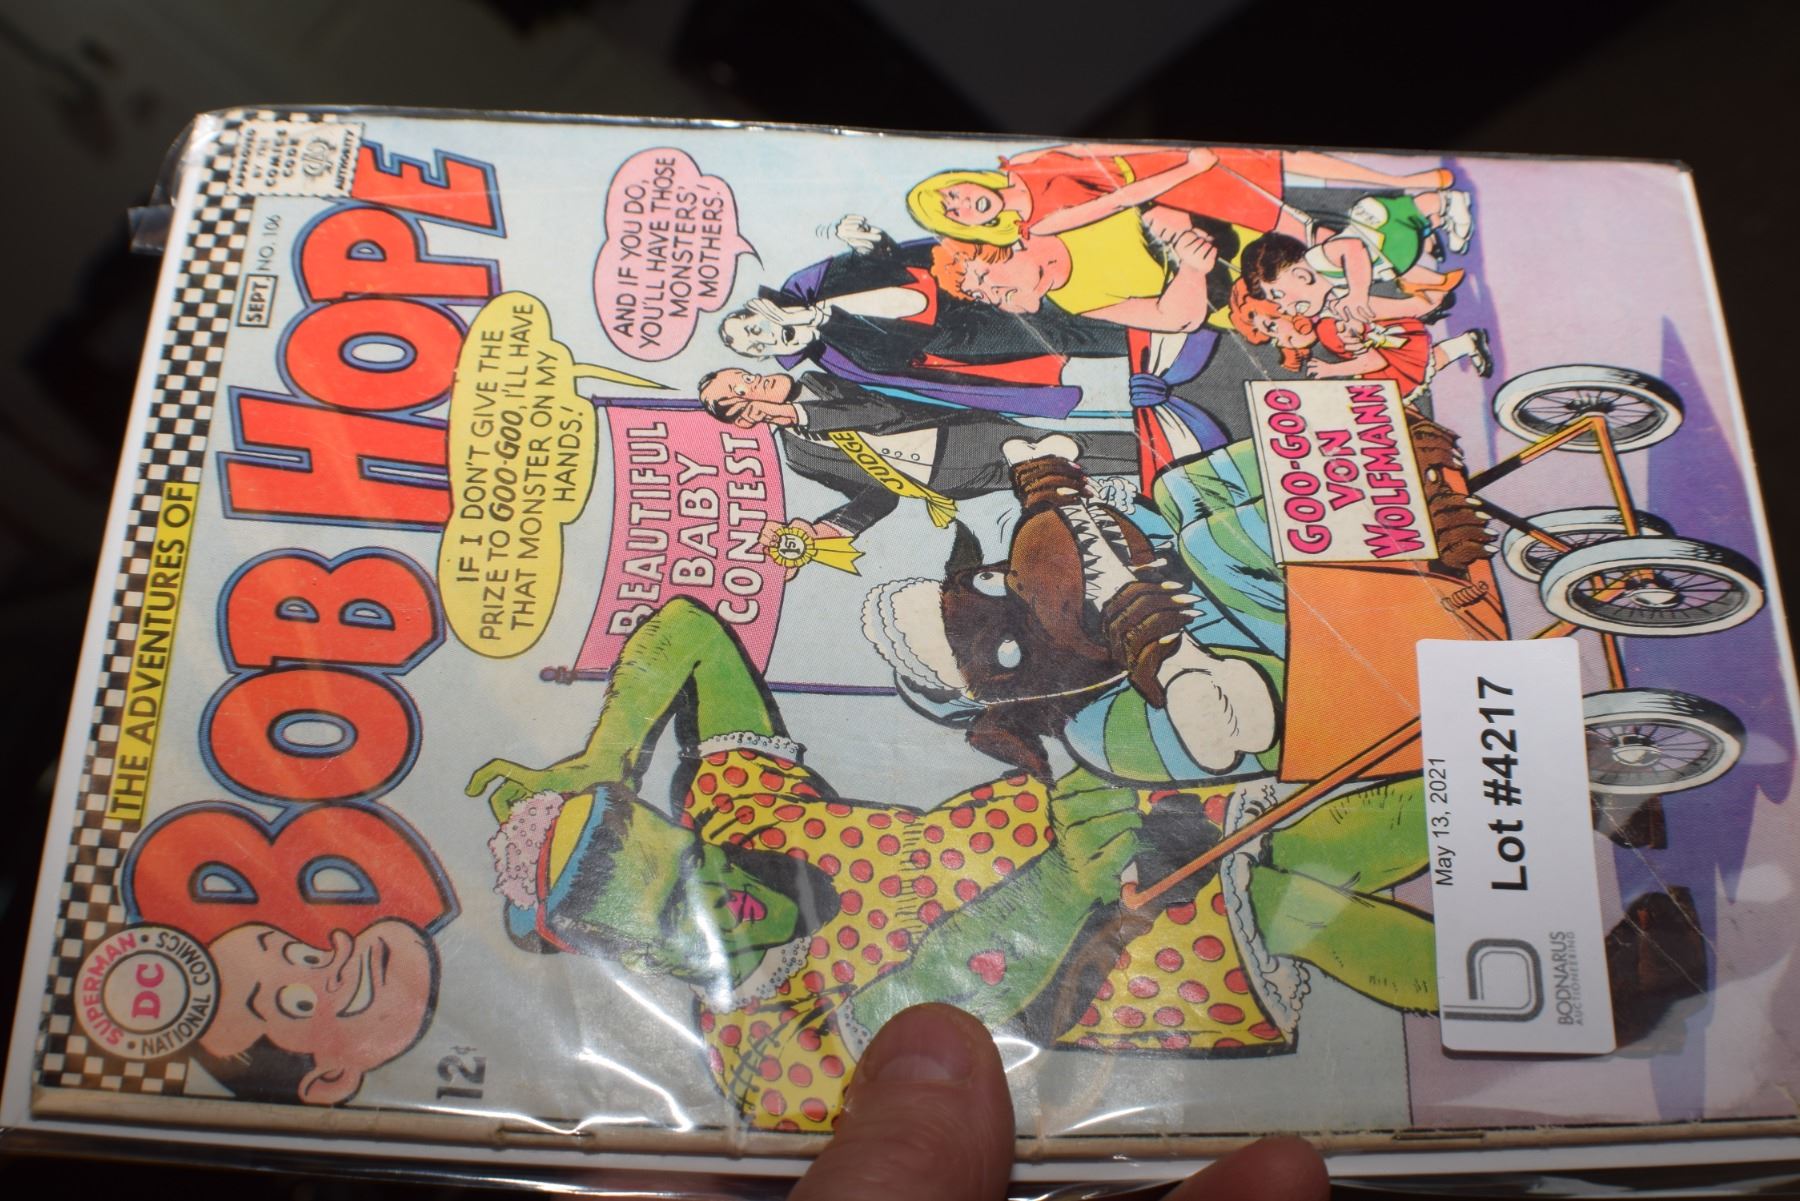 THE ADVENTURES OF
BOB HOPE
SUPERMAN
DC
NATIONAL COMICS
12¢
SEPT.
NO. 106
APPROVED
BY THE
COMICS
CODE
AUTHORITY
IF I DON'T GIVE THE
PRIZE TO GOO-GOO, I'LL HAVE
THAT MONSTER ON MY
HANDS!
AND IF YOU DO,
YOU'LL HAVE THOSE
MONSTERS'
MOTHERS!
BEAUTIFUL
BABY
CONTEST
JUDGE
1ST
GOO-GOO
VON
WOLFMANN
May 13, 2021
Lot #4217
b
BODNARUS
AUCTIONEERING